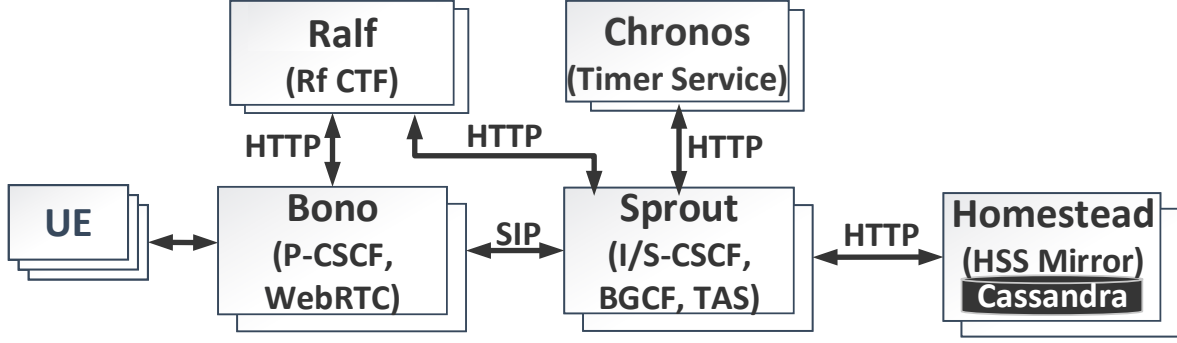 Ralf
(Rf CTF)
Chronos
(Timer Service)
HTTP
HTTP
HTTP
UE
Bono
(P-CSCF,
WebRTC)
SIP
Sprout
(I/S-CSCF,
BGCF, TAS)
HTTP
Homestead
(HSS Mirror)
Cassandra